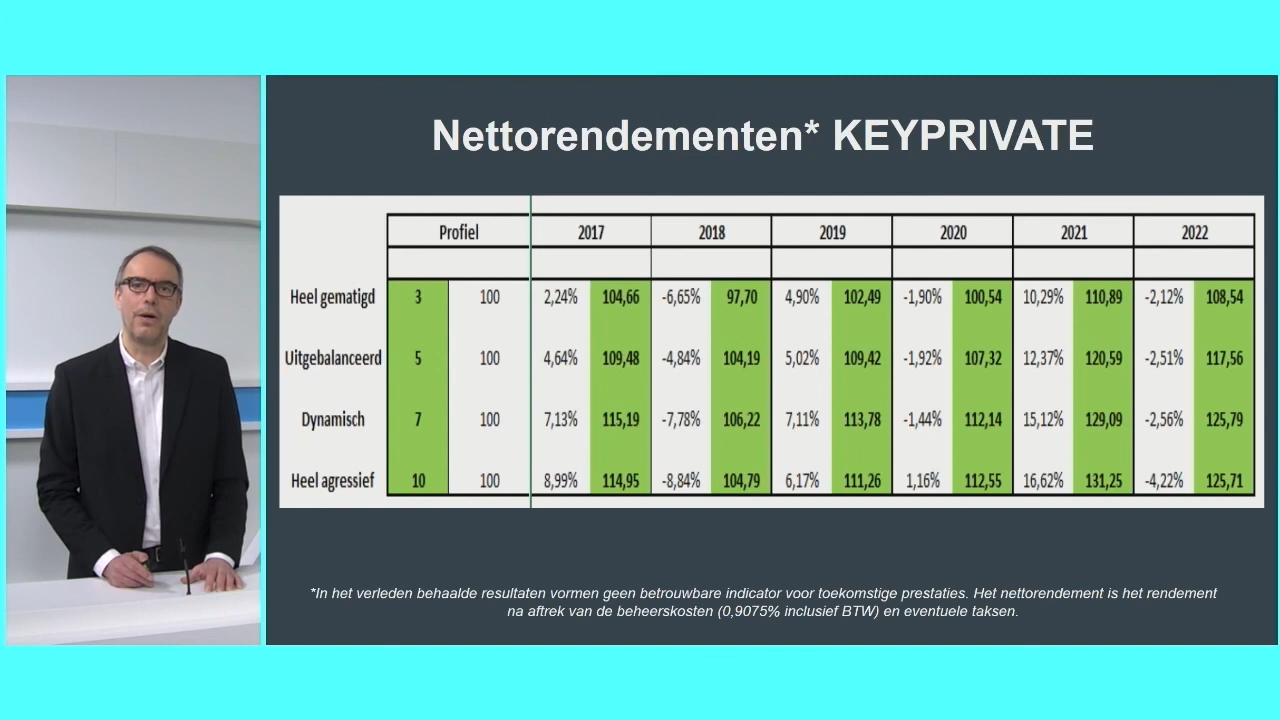 Nettorendementen* KEYPRIVATE
Profiel 2017 2018 2019 2020 2021 2022
Heel gematigd 3 100 2,24% 104,66 -6,65% 97,70 4,90% 102,49 -1,90% 100,54 10,29% 110,89 -2,12% 108,54
Uitgebalanceerd 5 100 4,64% 109,48 -4,84% 104,19 5,02% 109,42 -1,92% 107,32 12,37% 120,59 -2,51% 117,56
Dynamisch 7 100 7,13% 115,19 -7,78% 106,22 7,11% 113,78 -1,44% 112,14 15,12% 129,09 -2,56% 125,79
Heel agressief 10 100 8,99% 114,95 -8,84% 104,79 6,17% 111,26 1,16% 112,55 16,62% 131,25 -4,22% 125,71
*In het verleden behaalde resultaten vormen geen betrouwbare indicator voor toekomstige prestaties. Het nettorendement is het rendement
na aftrek van de beheerskosten (0,9075% inclusief BTW) en eventuele taksen.